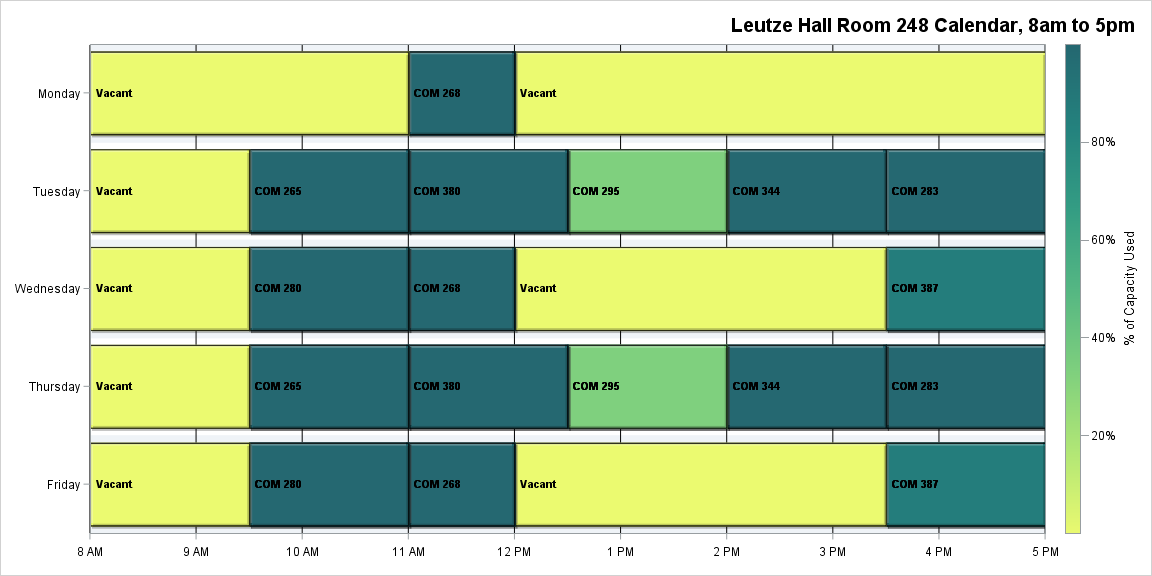 Leutze Hall Room 248 Calendar, 8am to 5pm
Monday
Vacant
COM 268
Vacant
Tuesday
Vacant
COM 265
COM 380
COM 295
COM 344
COM 283
Wednesday
Vacant
COM 280
COM 268
Vacant
COM 387
Thursday
Vacant
COM 265
COM 380
COM 295
COM 344
COM 283
Friday
Vacant
COM 280
COM 268
Vacant
COM 387
8 AM
9 AM
10 AM
11 AM
12 PM
1 PM
2 PM
3 PM
4 PM
5 PM
80%
60%
40%
20%
% of Capacity Used